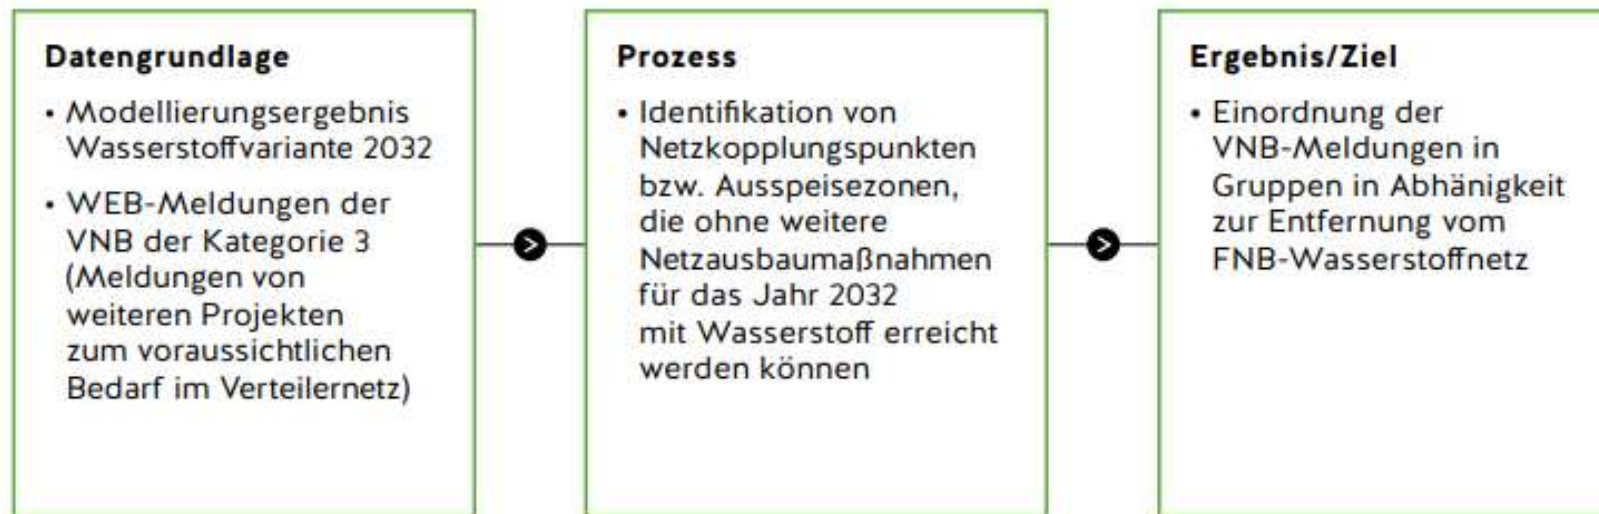 Datengrundlage
• Modellierungsergebnis
Wasserstoffvariante 2032
• WEB-Meldungen der
VNB der Kategorie 3
(Meldungen von
weiteren Projekten
zum voraussichtlichen
Bedarf im Verteilernetz)
Prozess
• Identifikation von
Netzkopplungspunkten
bzw. Ausspeisezonen,
die ohne weitere
Netzausbaumaßnahmen
für das Jahr 2032
mit Wasserstoff erreicht
werden können
Ergebnis/Ziel
• Einordnung der
VNB-Meldungen in
Gruppen in Abhänigkeit
zur Entfernung vom
FNB-Wasserstoffnetz